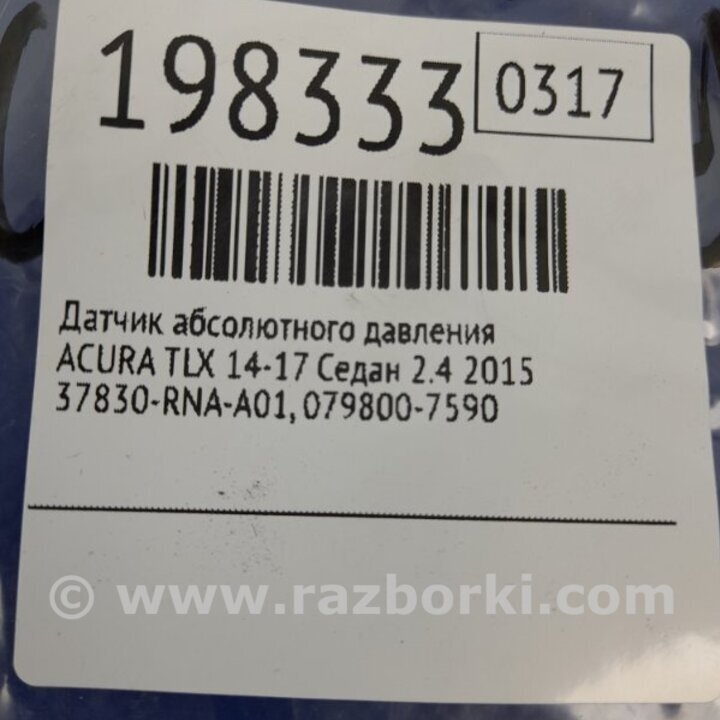 198333 0317
Датчик абсолютного давления
ACURA TLX 14-17 Седан 2.4 2015
37830-RNA-A01, 079800-7590
© www.razborki.com